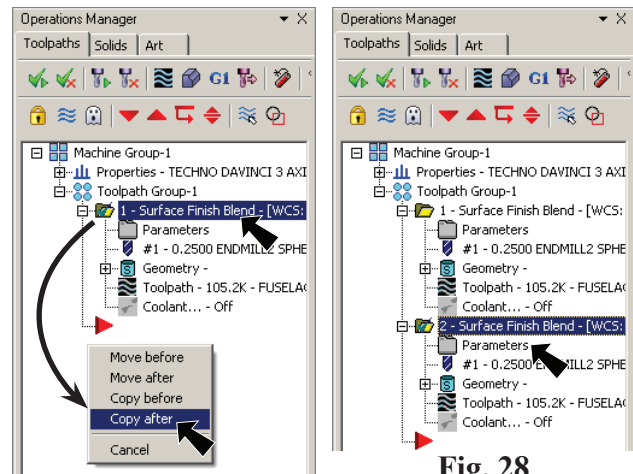 Operations Manager
Toolpaths Solids Art
G1
Machine Group-1
Properties - TECHNO DAVINCI 3 AXI
Toolpath Group-1
1 - Surface Finish Blend - [WCS:
Parameters
#1 - 0.2500 ENDMILL2 SPHE
Geometry -
Toolpath - 105.2K - FUSELA
Coolant... - Off
Move before
Move after
Copy before
Copy after
Cancel
Operations Manager
Toolpaths Solids Art
G1
Machine Group-1
Properties - TECHNO DAVINCI 3 AXI
Toolpath Group-1
1 - Surface Finish Blend - [WCS:
Parameters
#1 - 0.2500 ENDMILL2 SPHE
Geometry -
Toolpath - 105.2K - FUSELA
Coolant... - Off
2 - Surface Finish Blend - [WCS:
Parameters
#1 - 0.2500 SPHE
Geometry -
Toolpath - 105.2K - FUSELA
Coolant... - Off
Fig. 28